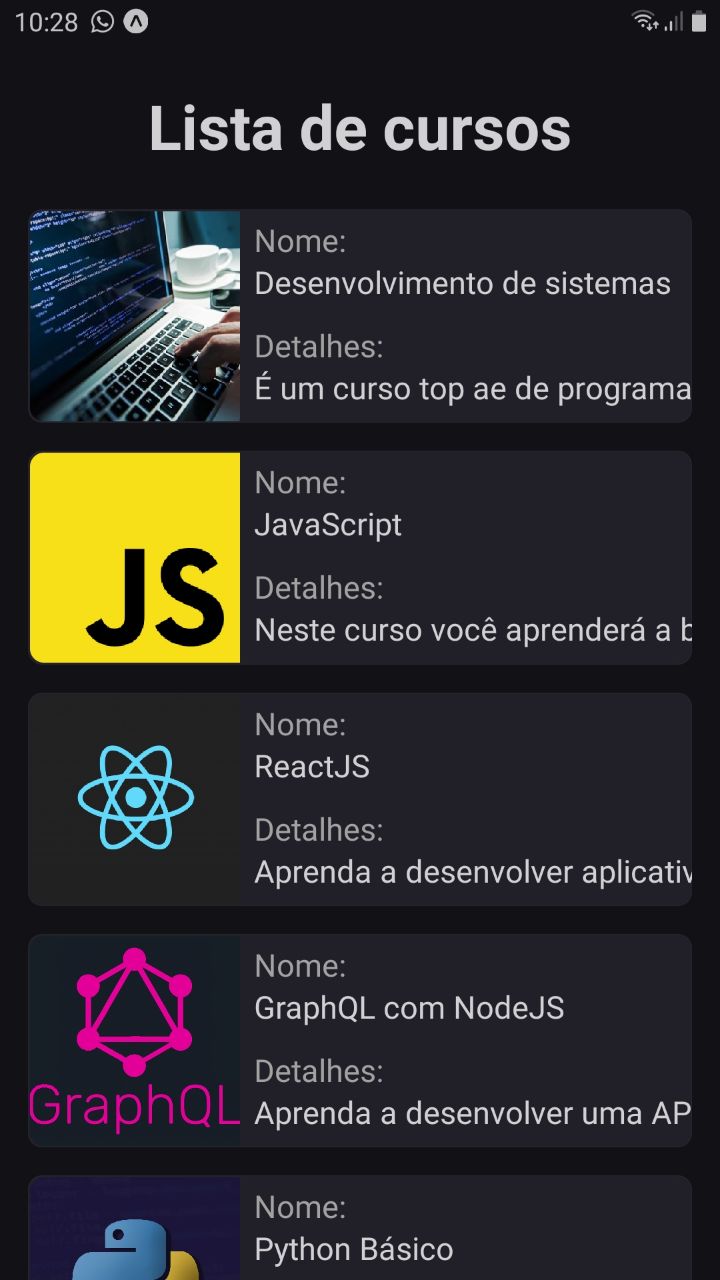 10:28
Lista de cursos
Nome:
Desenvolvimento de sistemas
Detalhes:
É um curso top ae de programa
JS
Nome:
JavaScript
Detalhes:
Neste curso você aprenderá a b
Nome:
ReactJS
Detalhes:
Aprenda a desenvolver aplicativ
GraphQL
Nome:
GraphQL com NodeJS
Detalhes:
Aprenda a desenvolver uma AP
Nome:
Python Básico